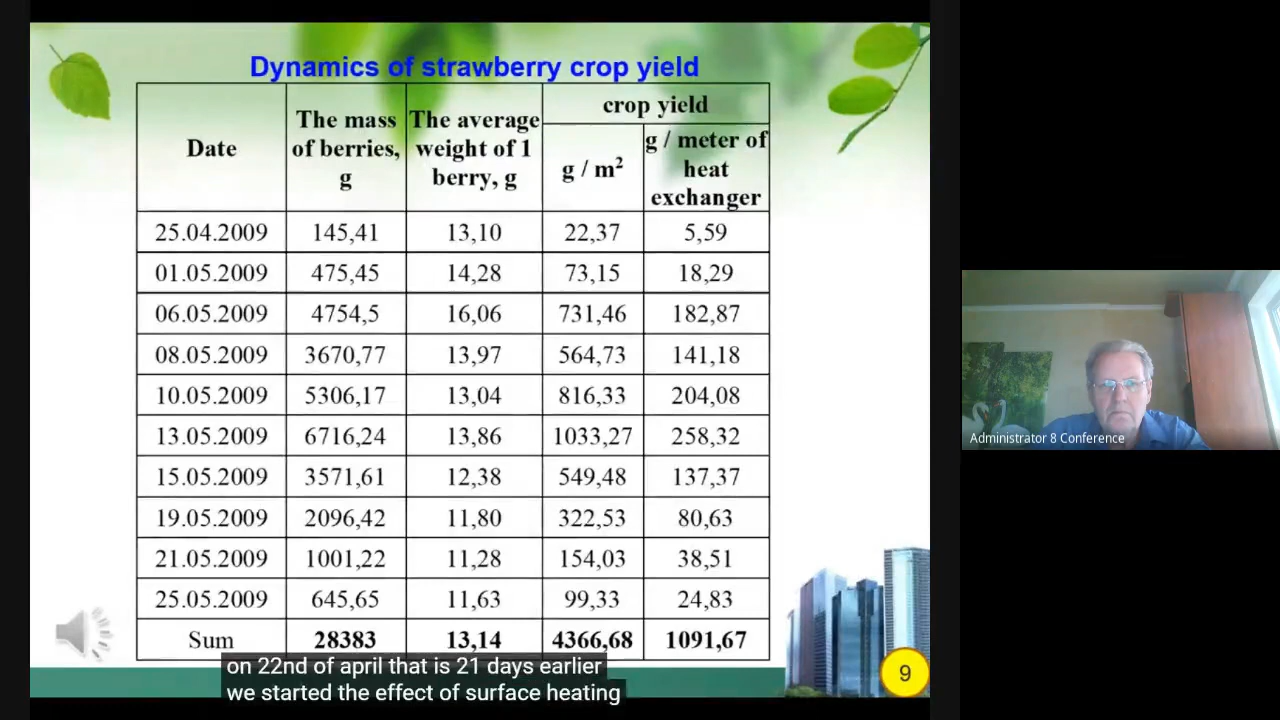 Dynamics of strawberry crop yield
Date
The mass
of berries,
g
The average
weight of 1
berry, g
crop yield
g / m²
g / meter of
heat
exchanger
25.04.2009 145,41 13,10 22,37 5,59
01.05.2009 475,45 14,28 73,15 18,29
06.05.2009 4754,5 16,06 731,46 182,87
08.05.2009 3670,77 13,97 564,73 141,18
10.05.2009 5306,17 13,04 816,33 204,08
13.05.2009 6716,24 13,86 1033,27 258,32
15.05.2009 3571,61 12,38 549,48 137,37
19.05.2009 2096,42 11,80 322,53 80,63
21.05.2009 1001,22 11,28 154,03 38,51
25.05.2009 645,65 11,63 99,33 24,83
Sum 28383 13,14 4366,68 1091,67
on 22nd of april that is 21 days earlier
we started the effect of surface heating
9
Administrator 8 Conference